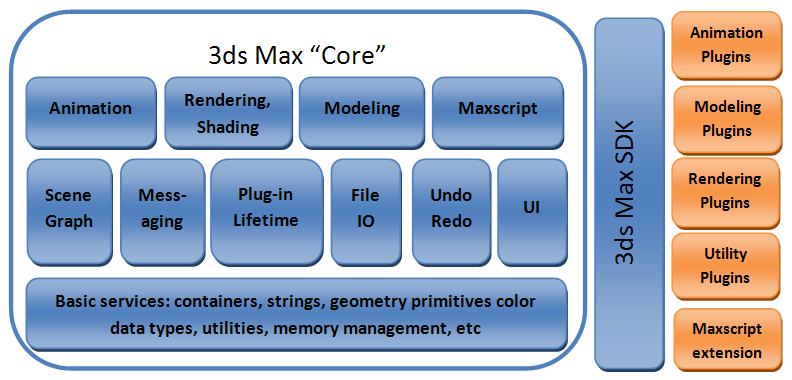 3ds Max “Core”
Animation
Rendering,
Shading
Modeling
Maxscript
Scene
Graph
Mess-
aging
Plug-in
Lifetime
File
IO
Undo
Redo
UI
Basic services: containers, strings, geometry primitives color
data types, utilities, memory management, etc
3ds Max SDK
Animation
Plugins
Modeling
Plugins
Rendering
Plugins
Utility
Plugins
Maxscript
extension